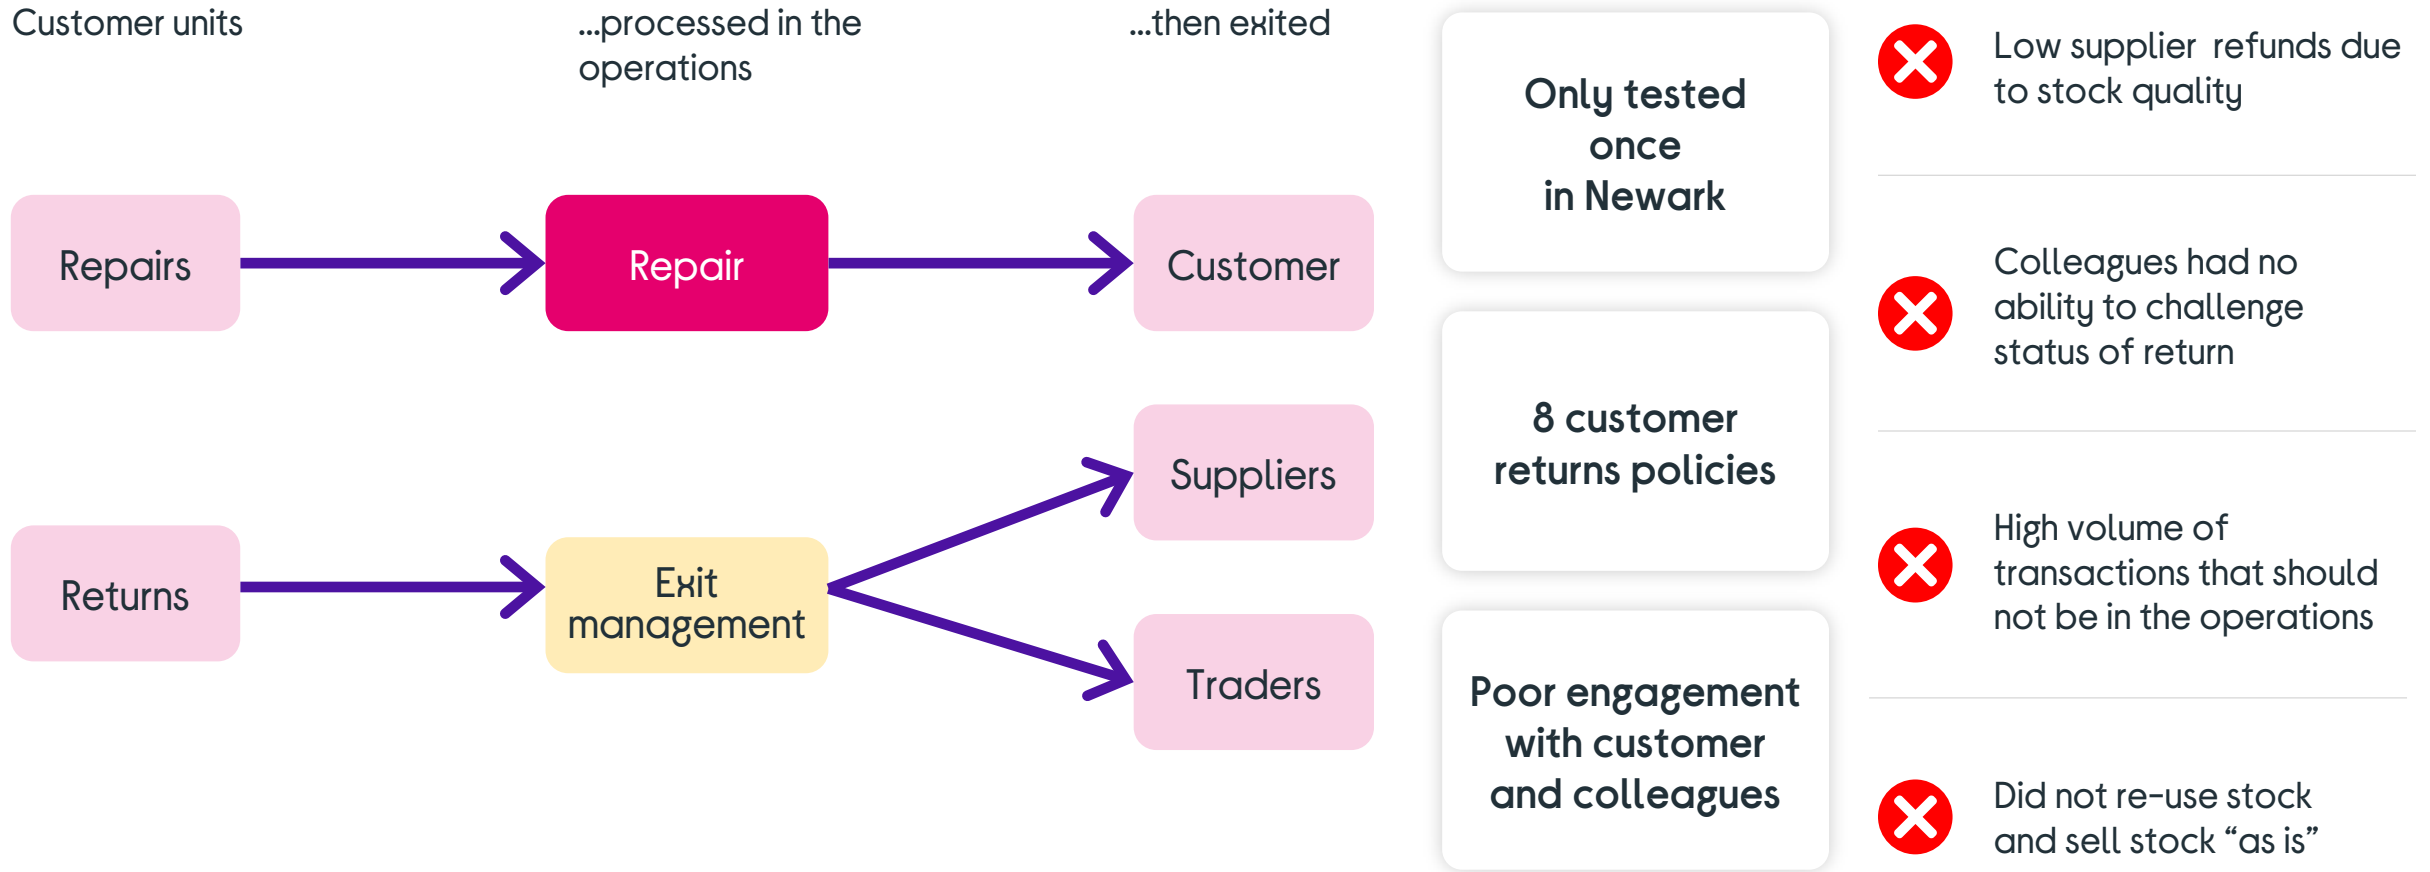 Customer units
...processed in the
operations
...then exited
Repairs
Repair
Customer
Returns
Exit
management
Suppliers
Traders
Only tested
once
in Newark
8 customer
returns policies
Poor engagement
with customer
and colleagues
Low supplier  refunds due
to stock quality
Colleagues had no
ability to challenge
status of return
High volume of
transactions that should
not be in the operations
Did not re-use stock
and sell stock “as is”